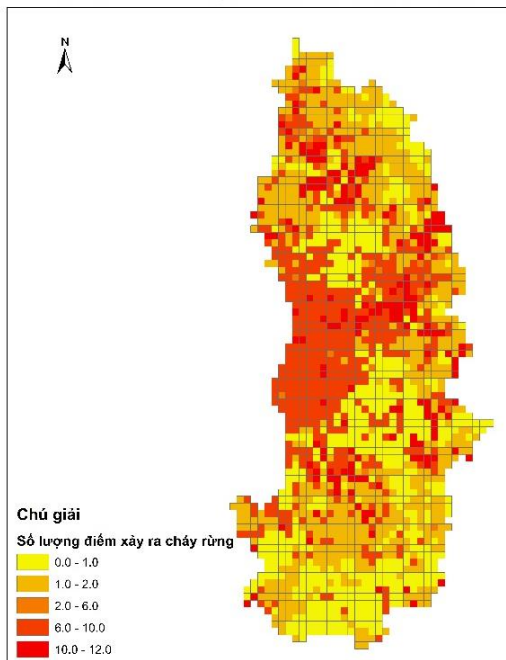 N
Chú giải
Số lượng điểm xảy ra cháy rừng
0.0 - 1.0
1.0 - 2.0
2.0 - 6.0
6.0 - 10.0
10.0 - 12.0